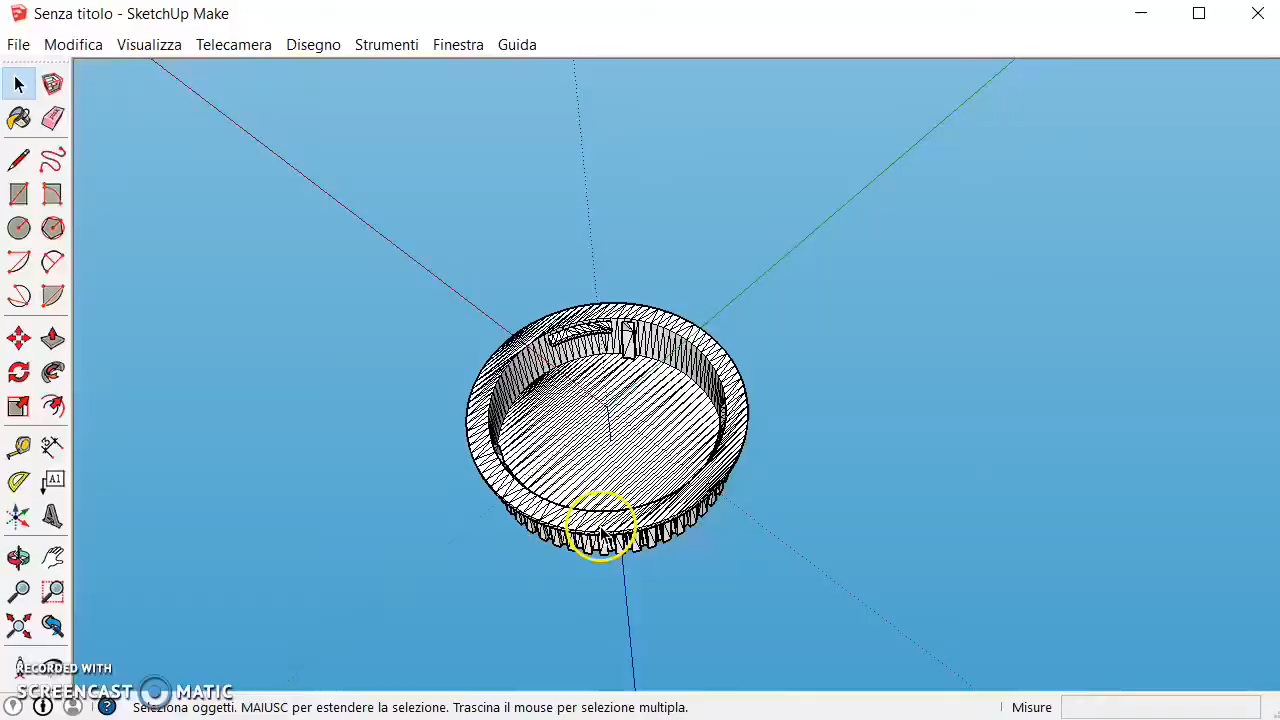 Senza titolo - SketchUp Make
File Modifica Visualizza Telecamera Disegno Strumenti Finestra Guida
A1
RECORDED WITH
SCREENCAST MATIC
Seleziona oggetti. MAIUSC per estendere la selezione. Trascina il mouse per selezione multipla.
Misure